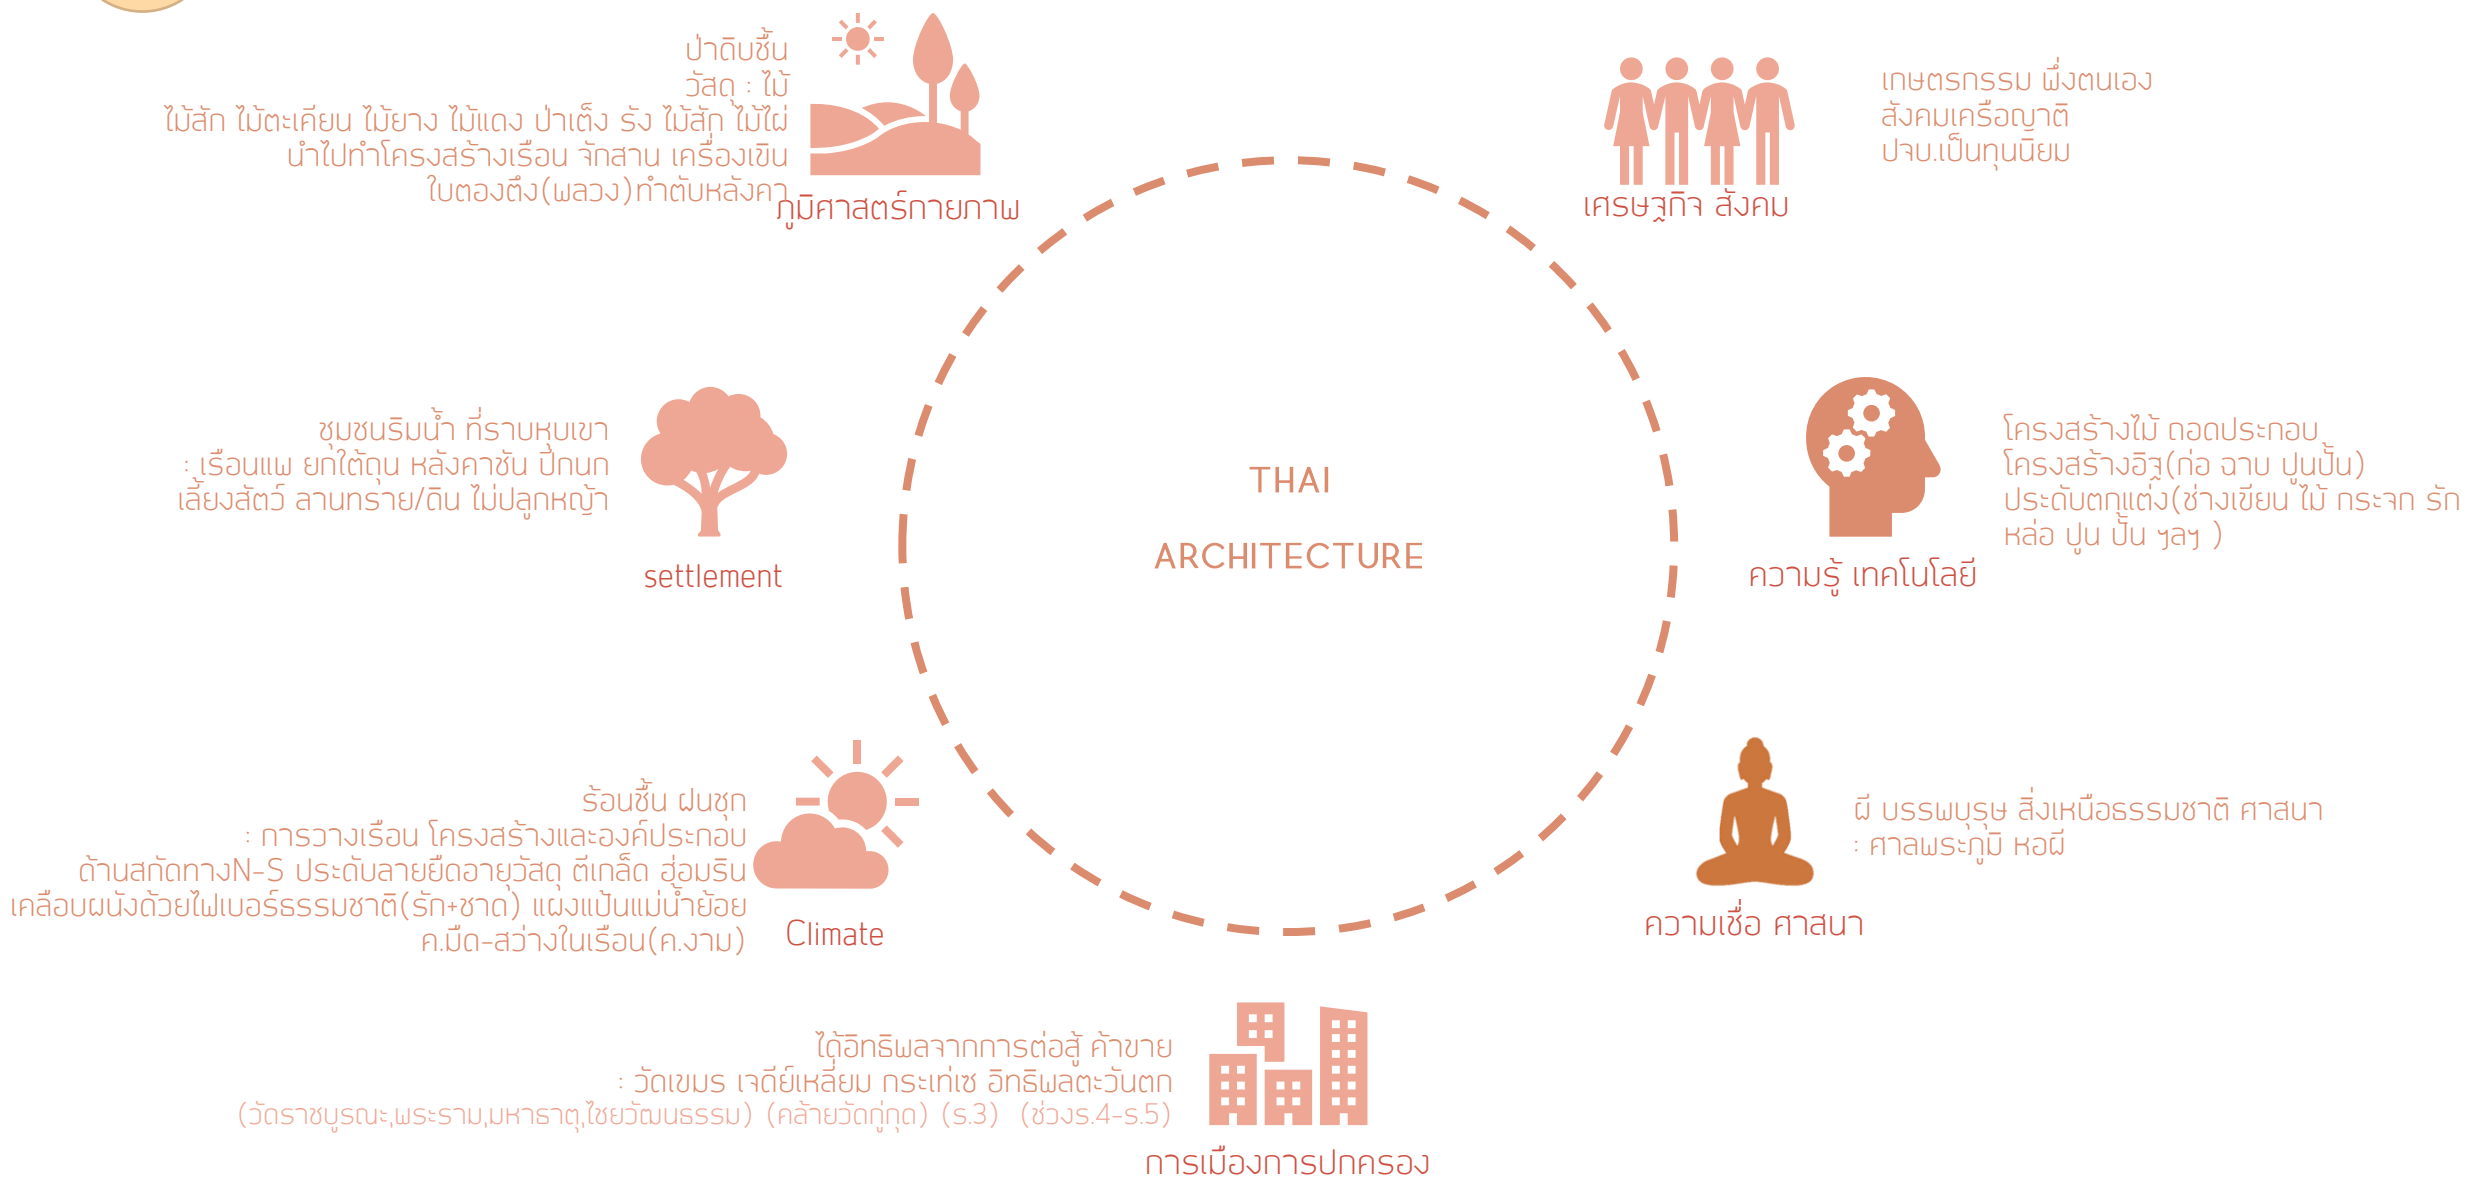 ป่าดิบชื้น
วัสดุ : ไม้
ไม้สัก ไม้ตะเคียน ไม้ยาง ไม้แดง ป่าเต็ง รัง ไม้สัก ไม้ไผ่
นำไปทำโครงสร้างเรือน จักสาน เครื่องเขิน
ใบตองตึง(พลวง)ทำตับหลังคา
ภูมิศาสตร์กายภาพ
เกษตรกรรม พึ่งตนเอง
สังคมเครือญาติ
ปจบ.เป็นทุนนิยม
เศรษฐกิจ สังคม
ชุมชนริมน้ำ ที่ราบหุบเขา
: เรือนแพ ยกใต้ถุน หลังคาชัน ปีกนก
เลี้ยงสัตว์ ลานทราย/ดิน ไม่ปลูกหญ้า
settlement
THAI
ARCHITECTURE
โครงสร้างไม้ ถอดประกอบ
โครงสร้างอิฐ(ก่อ ฉาบ ปูนปั้น)
ประดับตกแต่ง(ช่างเขียน ไม้ กระจก รัก
หล่อ ปูน ปั้น ฯลฯ )
ความรู้ เทคโนโลยี
ร้อนชื้น ฝนชุก
: การวางเรือน โครงสร้างและองค์ประกอบ
ด้านสกัดทางN-S ประดับลายยืดอายุวัสดุ ตีเกล็ด ฮ่อมริน
เคลือบผนังด้วยไฟเบอร์ธรรมชาติ(รัก+ชาด) แผงแป้นแม่น้ำย้อย
ค.มืด-สว่างในเรือน(ค.งาม)
Climate
ผี บรรพบุรุษ สิ่งเหนือธรรมชาติ ศาสนา
: ศาลพระภูมิ หอผี
ความเชื่อ ศาสนา
ได้อิทธิพลจากการต่อสู้ ค้าขาย
: วัดเขมร เจดีย์เหลี่ยม กระเท่เซ อิทธิพลตะวันตก
(วัดราชบูรณะ,พระราม,มหาธาตุ,ไชยวัฒนธรรม) (คล้ายวัดกู่กุด) (ร.3) (ช่วงร.4-ร.5)
การเมืองการปกครอง